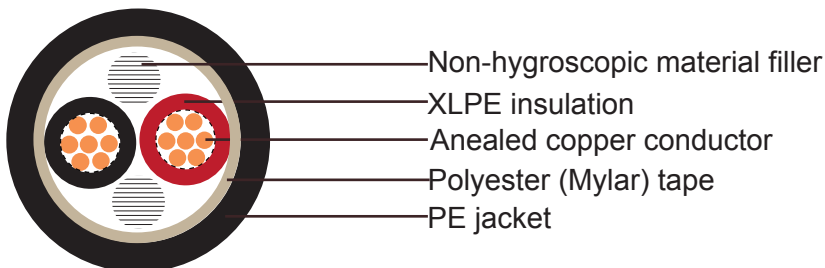 Non-hygroscopic material filler
XLPE insulation
Anealed copper conductor
Polyester (Mylar) tape
PE jacket